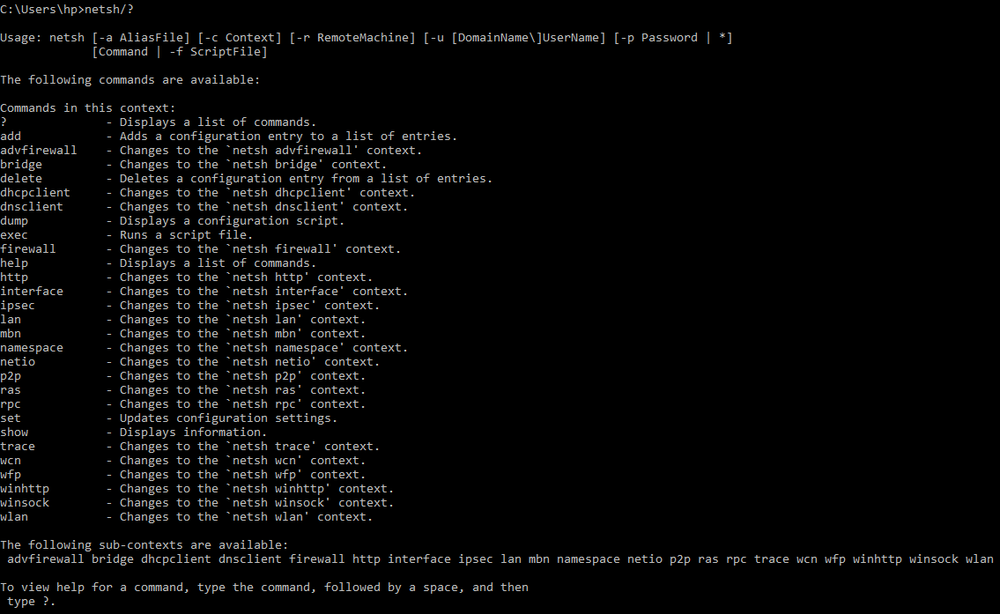 C:\Users\hp>netsh/?
Usage: netsh [-a AliasFile] [-c Context] [-r RemoteMachine] [-u [DomainName\]UserName] [-p Password | *]
[Command | -f ScriptFile]
The following commands are available:
Commands in this context:
? - Displays a list of commands.
add - Adds a configuration entry to a list of entries.
advfirewall - Changes to the `netsh advfirewall' context.
bridge - Changes to the `netsh bridge' context.
delete - Deletes a configuration entry from a list of entries.
dhcpclient - Changes to the `netsh dhcpclient' context.
dnsclient - Changes to the `netsh dnsclient' context.
dump - Displays a configuration script.
exec - Runs a script file.
firewall - Changes to the `netsh firewall' context.
help - Displays a list of commands.
http - Changes to the `netsh http' context.
interface - Changes to the `netsh interface' context.
ipsec - Changes to the `netsh ipsec' context.
lan - Changes to the `netsh lan' context.
mbn - Changes to the `netsh mbn' context.
namespace - Changes to the `netsh namespace' context.
netio - Changes to the `netsh netio' context.
p2p - Changes to the `netsh p2p' context.
ras - Changes to the `netsh ras' context.
rpc - Changes to the `netsh rpc' context.
set - Updates configuration settings.
show - Displays information.
trace - Changes to the `netsh trace' context.
wcn - Changes to the `netsh wcn' context.
wfp - Changes to the `netsh wfp' context.
winhttp - Changes to the `netsh winhttp' context.
winsock - Changes to the `netsh winsock' context.
wlan - Changes to the `netsh wlan' context.
The following sub-contexts are available:
advfirewall bridge dhcpclient dnsclient firewall http interface ipsec lan mbn namespace netio p2p ras rpc trace wcn wfp winhttp winsock wlan
To view help for a command, type the command, followed by a space, and then
type ?.